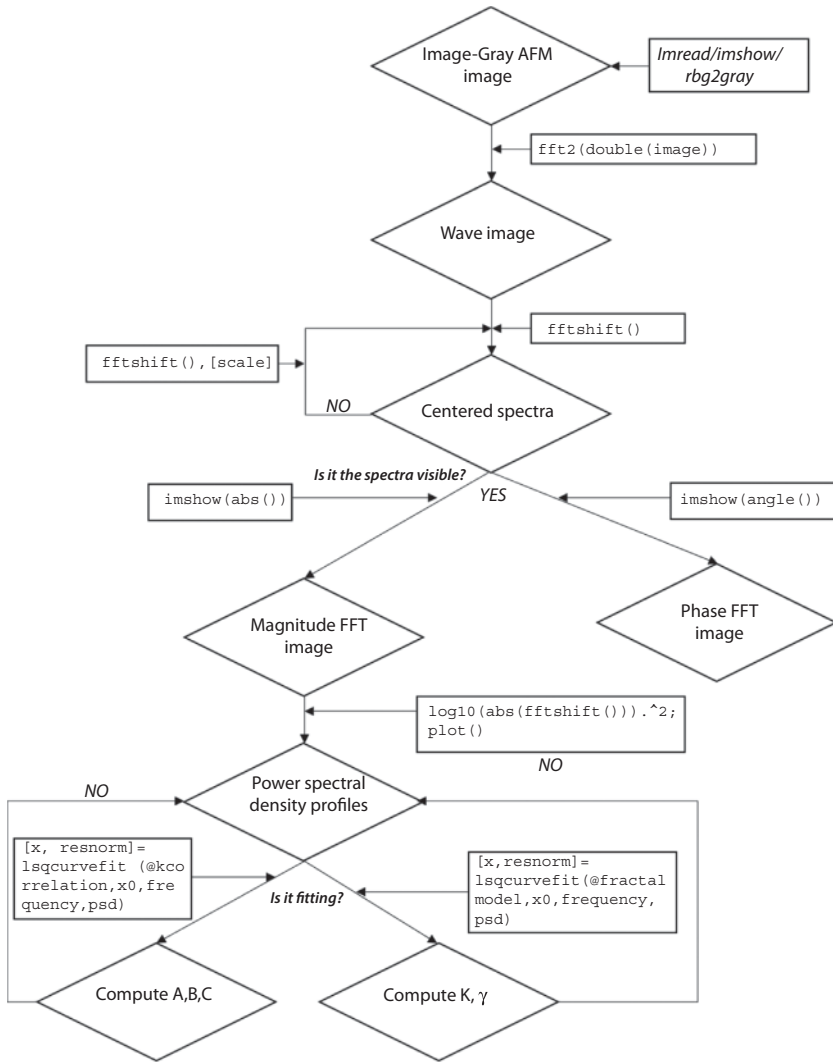 Image-Gray AFM
image
Imread/imshow/
rbg2gray
fft2(double(image))
Wave image
fftshift()
fftshift(),[scale]
NO
Centered spectra
Is it the spectra visible?
YES
imshow(abs())
imshow(angle())
Magnitude FFT
image
Phase FFT
image
log10(abs(fftshift())).^2;
plot()
NO
NO
Power spectral
density profiles
[x, resnorm]=
lsqcurvefit (@kco
rrelation,x0,fre
quency,psd)
Is it fitting?
[x,resnorm]=
lsqcurvefit(@fractal
model,x0,frequency,
psd)
Compute A,B,C
Compute K, γ